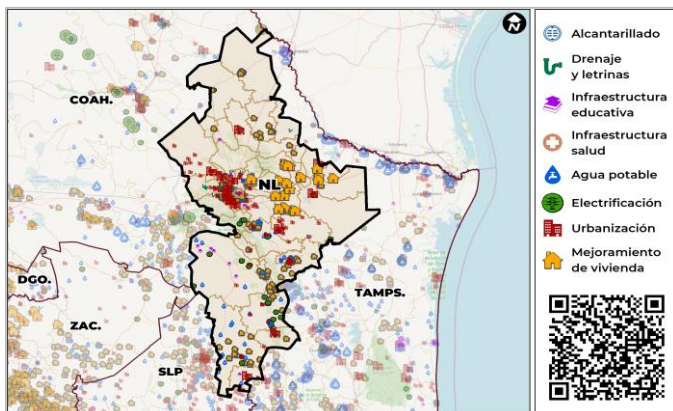 N
COAH.
NL
DGO.
ZAC.
SLP
TAMPS.
Alcantarillado
Drenaje
y letrinas
Infraestructura
educativa
Infraestructura
salud
Agua potable
Electrificación
Urbanización
Mejoramiento
de vivienda